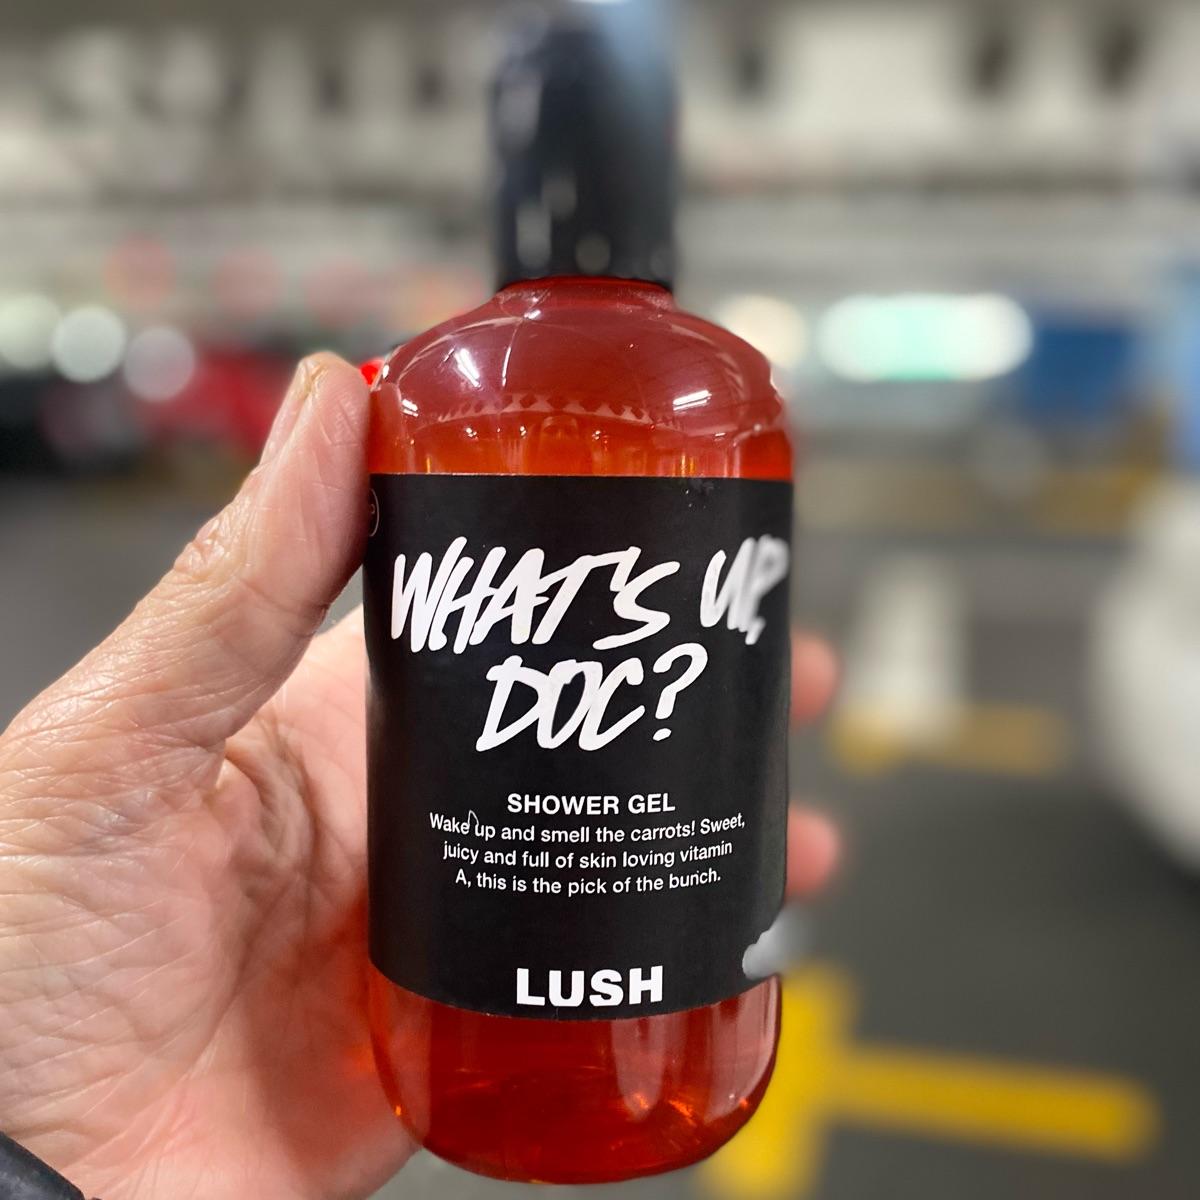 WHAT'S UP,
DOC?
SHOWER GEL
Wake up and smell the carrots! Sweet,
juicy and full of skin loving vitamin
A, this is the pick of the bunch.
LUSH